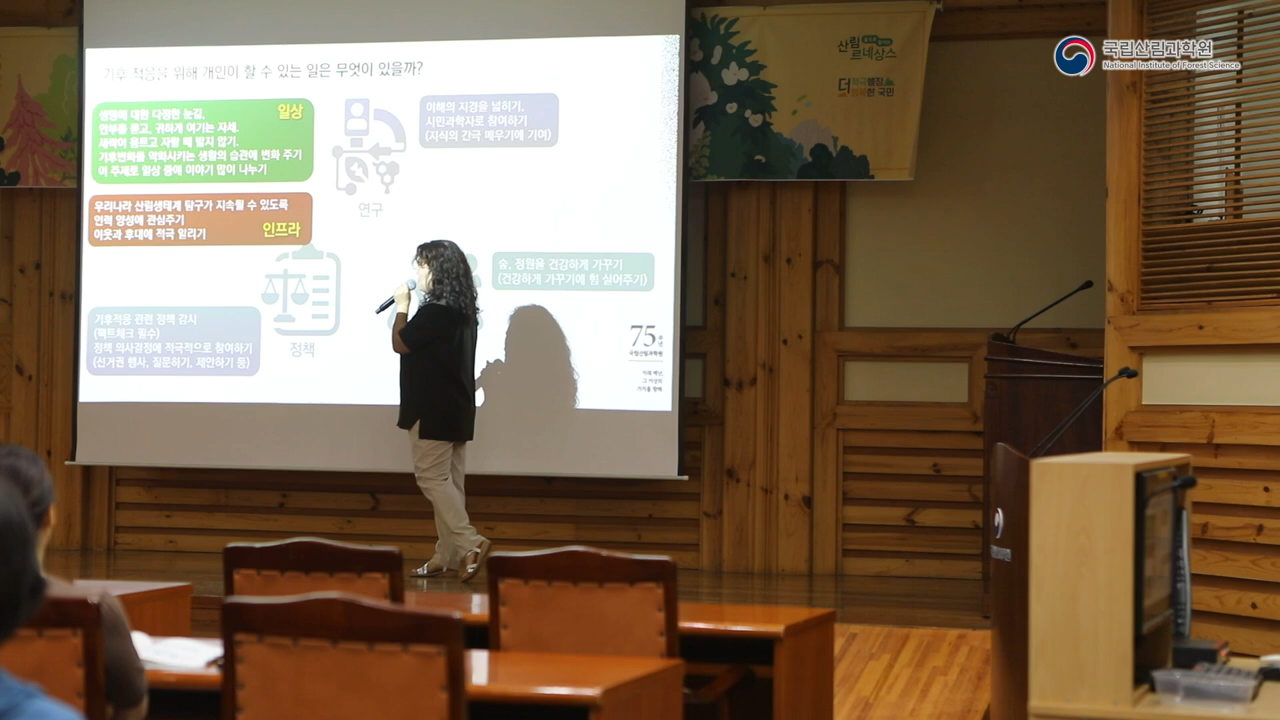 국립산림과학원
National Institute of Forest Science
산림
르네상스
기후 적응을 위해 개인이 할 수 있는 일은 무엇이 있을까?
생명에 대한 다정한 눈길,
안부를 묻고, 귀하게 여기는 자세.
새싹이 움트고 자랄 때 밟지 않기.
기후변화를 악화시키는 생활의 습관에 변화 주기
이 주제로 일상 중에 이야기 많이 나누기
일상
이해의 지경을 넓히기,
시민과학자로 참여하기
(지식의 간극 메우기에 기여)
연구
우리나라 산림생태계 탐구가 지속될 수 있도록
인력 양성에 관심주기
이웃과 후대에 적극 알리기
인프라
숲, 정원을 건강하게 가꾸기
(건강하게 가꾸기에 힘 실어주기)
기후적응 관련 정책 감시
(팩트체크 필수)
정책 의사결정에 적극적으로 참여하기
(선거권 행사, 질문하기, 제안하기 등)
정책
75주년
국립산림과학원